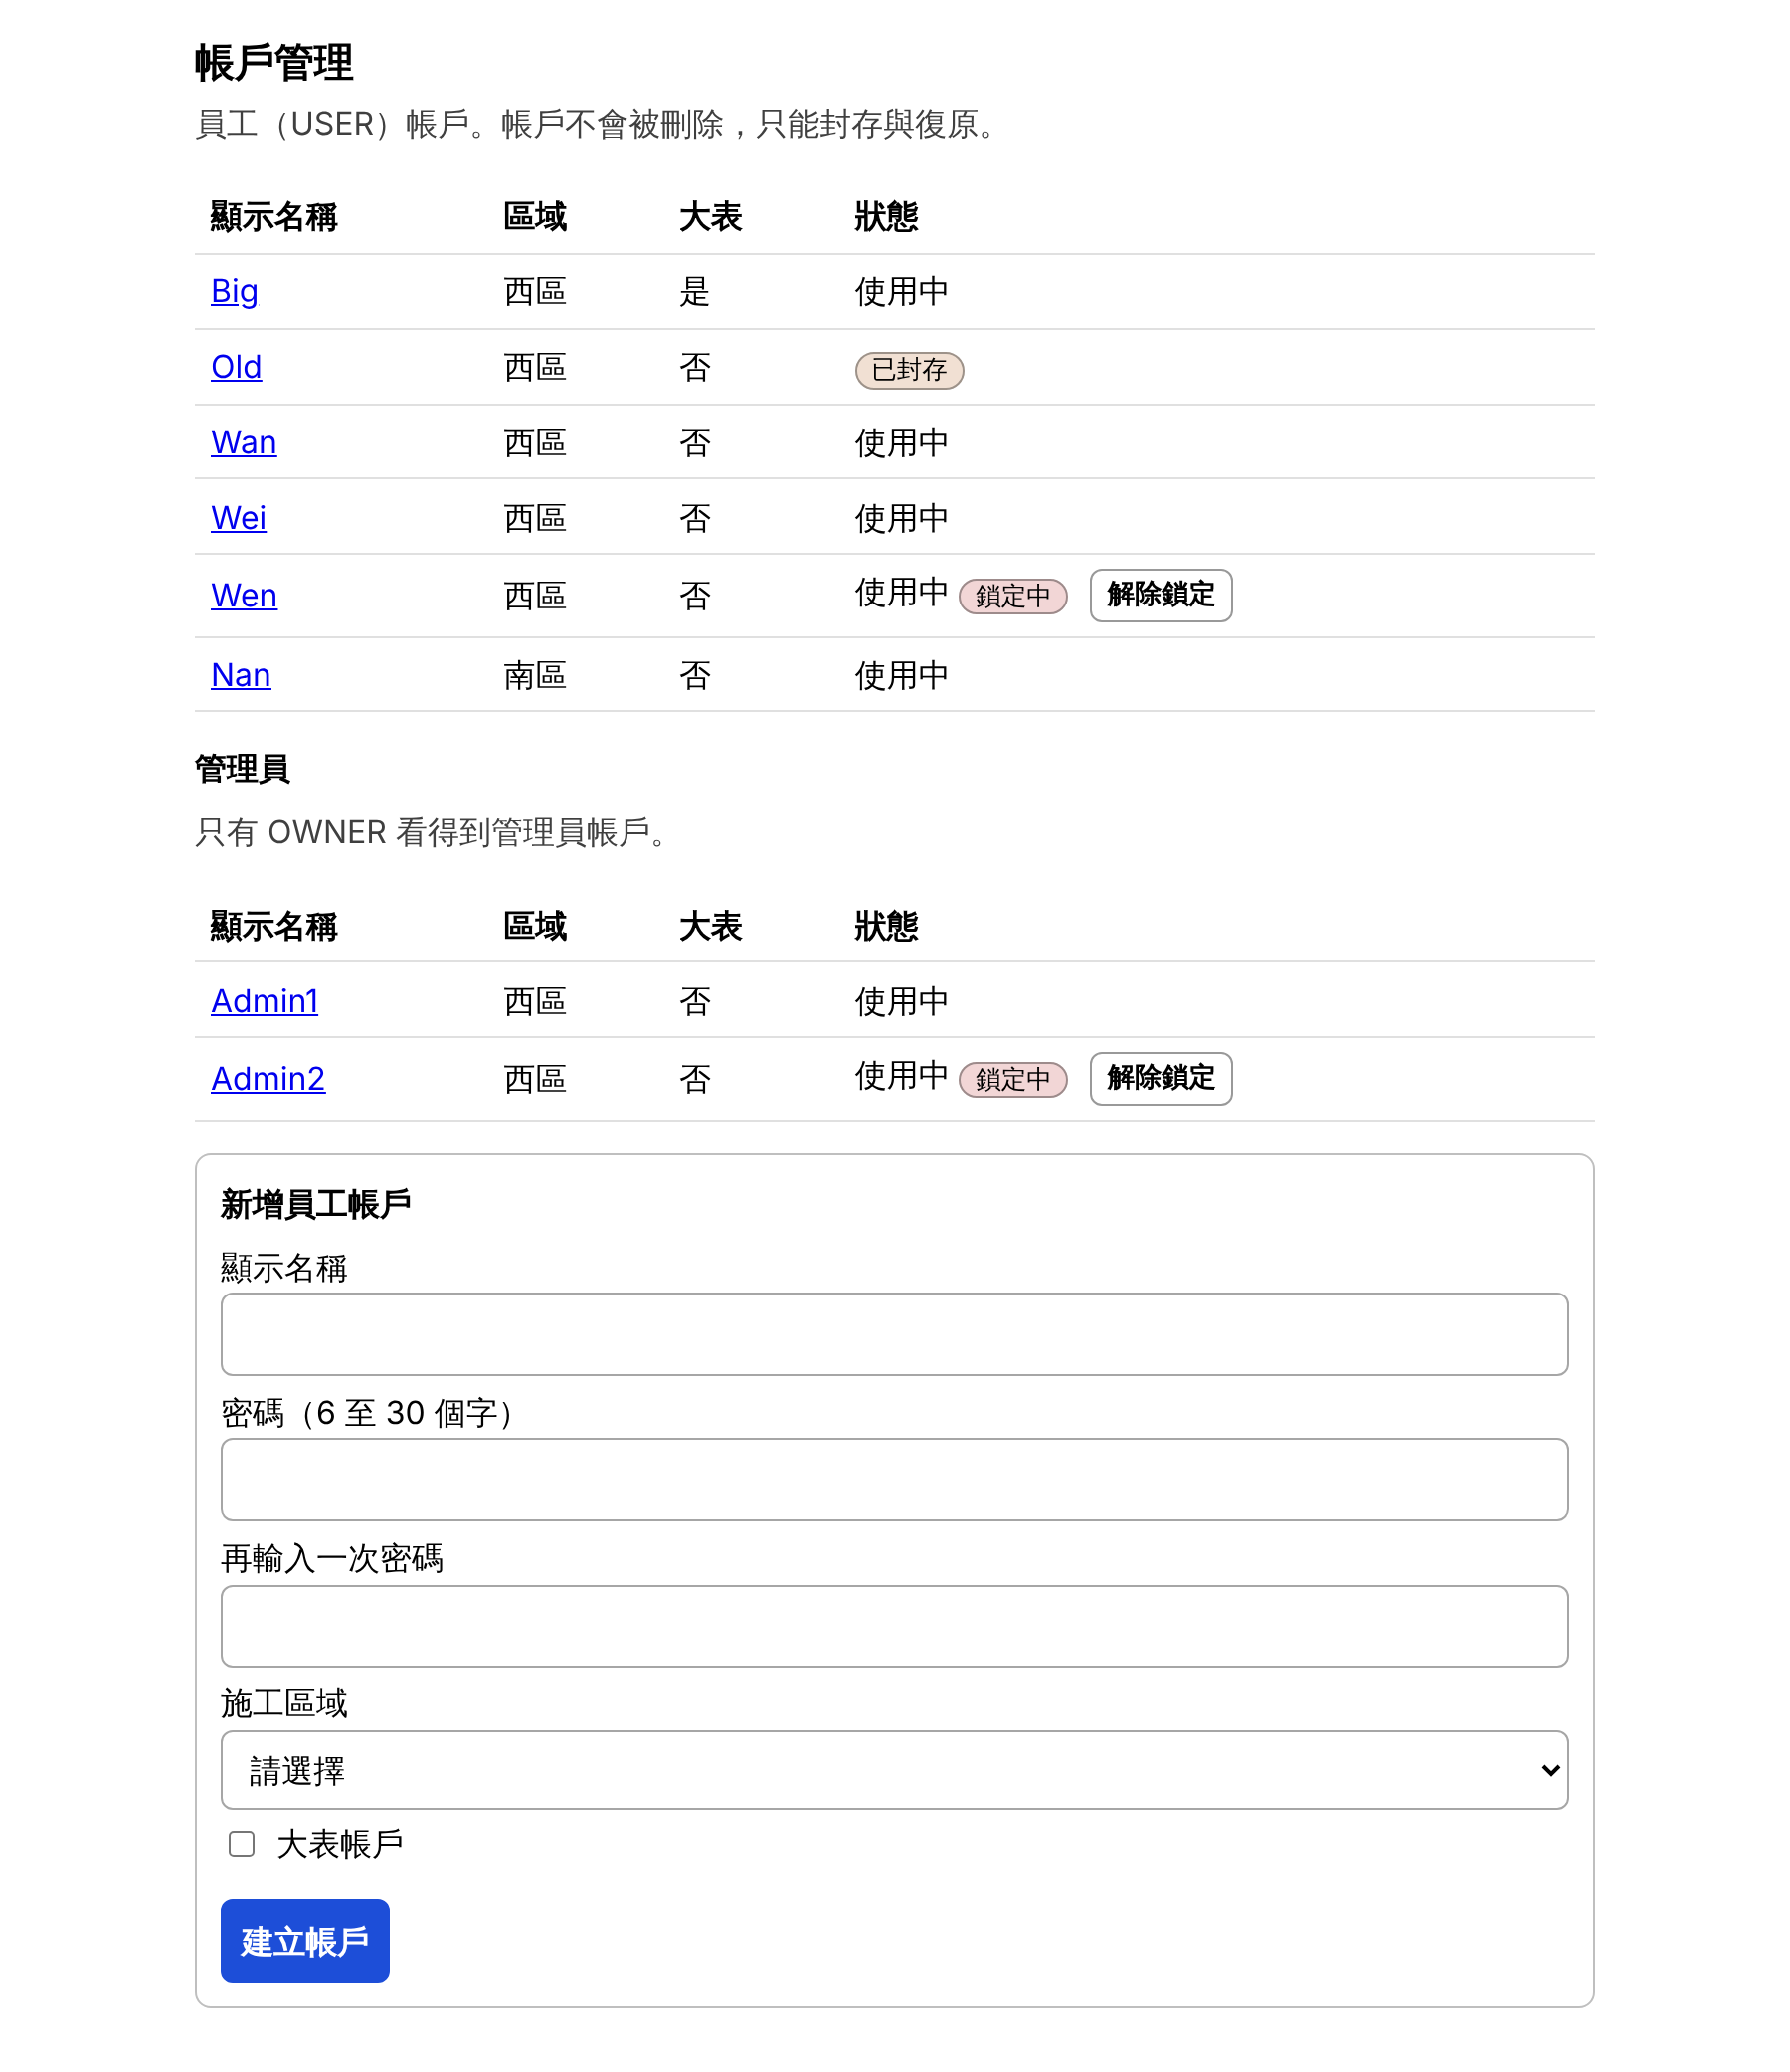 帳戶管理
員工（USER）帳戶。帳戶不會被刪除，只能封存與復原。
顯示名稱 區域 大表 狀態
Big 西區 是 使用中
Old 西區 否 已封存
Wan 西區 否 使用中
Wei 西區 否 使用中
Wen 西區 否 使用中 鎖定中 解除鎖定
Nan 南區 否 使用中
管理員
只有 OWNER 看得到管理員帳戶。
顯示名稱 區域 大表 狀態
Admin1 西區 否 使用中
Admin2 西區 否 使用中 鎖定中 解除鎖定
新增員工帳戶
顯示名稱
密碼（6 至 30 個字）
再輸入一次密碼
施工區域
請選擇
大表帳戶
建立帳戶